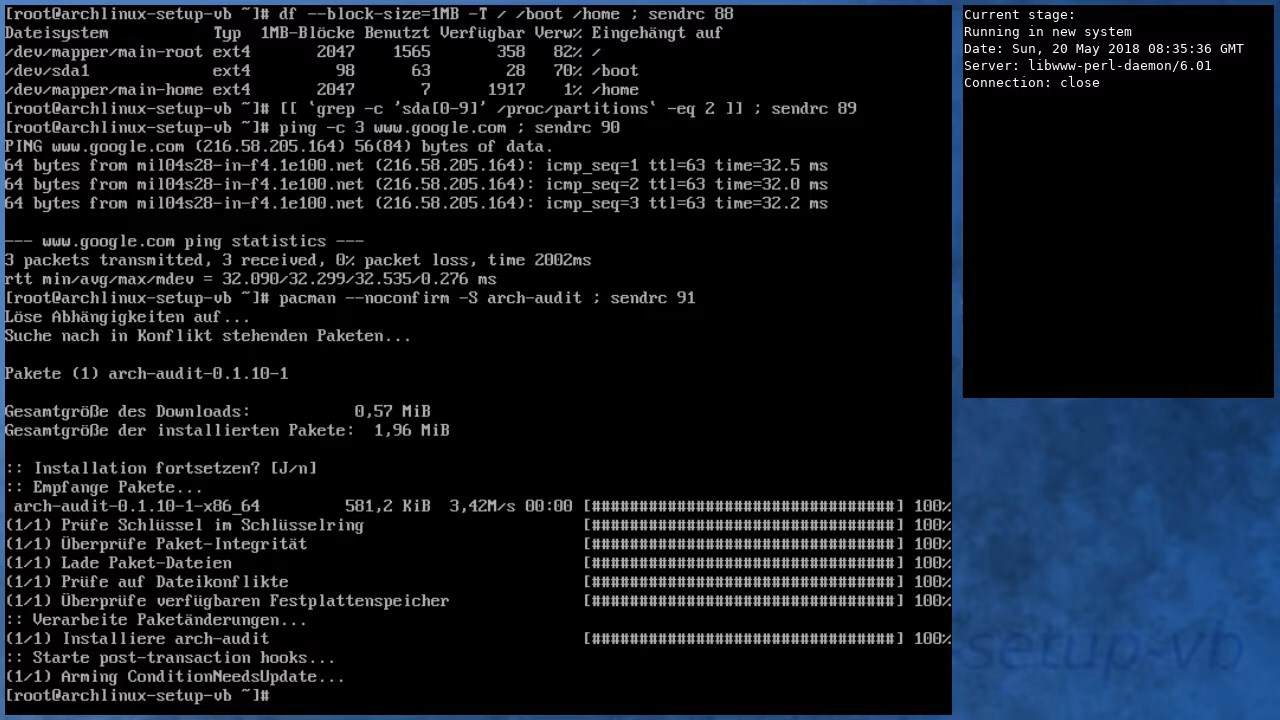 [root@archlinux-setup-vb ~]# df --block-size=1MB -T / /boot /home ; sendrc 88
Dateisystem           Typ  1MB-Blöcke Benutzt Verfügbar Verw% Eingehängt auf
/dev/mapper/main-root ext4       2047    1565       358   82% /
/dev/sda1             ext4         98      63        28   70% /boot
/dev/mapper/main-home ext4       2047       7      1917    1% /home
[root@archlinux-setup-vb ~]# [[ `grep -c 'sda[0-9]' /proc/partitions` -eq 2 ]] ; sendrc 89
[root@archlinux-setup-vb ~]# ping -c 3 www.google.com ; sendrc 90
PING www.google.com (216.58.205.164) 56(84) bytes of data.
64 bytes from mil04s28-in-f4.1e100.net (216.58.205.164): icmp_seq=1 ttl=63 time=32.5 ms
64 bytes from mil04s28-in-f4.1e100.net (216.58.205.164): icmp_seq=2 ttl=63 time=32.0 ms
64 bytes from mil04s28-in-f4.1e100.net (216.58.205.164): icmp_seq=3 ttl=63 time=32.2 ms
--- www.google.com ping statistics ---
3 packets transmitted, 3 received, 0% packet loss, time 2002ms
rtt min/avg/max/mdev = 32.090/32.299/32.535/0.276 ms
[root@archlinux-setup-vb ~]# pacman --noconfirm -S arch-audit ; sendrc 91
Löse Abhängigkeiten auf...
Suche nach in Konflikt stehenden Paketen...
Pakete (1) arch-audit-0.1.10-1
Gesamtgröße des Downloads:           0,57 MiB
Gesamtgröße der installierten Pakete:  1,96 MiB
:: Installation fortsetzen? [J/n]
:: Empfange Pakete...
arch-audit-0.1.10-1-x86_64         581,2 KiB  3,42M/s 00:00 [################################] 100%
(1/1) Prüfe Schlüssel im Schlüsselring                       [################################] 100%
(1/1) Überprüfe Paket-Integrität                             [################################] 100%
(1/1) Lade Paket-Dateien                                     [################################] 100%
(1/1) Prüfe auf Dateikonflikte                               [################################] 100%
(1/1) Überprüfe verfügbaren Festplattenspeicher              [################################] 100%
:: Verarbeite Paketänderungen...
(1/1) Installiere arch-audit                                 [################################] 100%
:: Starte post-transaction hooks...
(1/1) Arming ConditionNeedsUpdate...
[root@archlinux-setup-vb ~]#
Current stage:
Running in new system
Date: Sun, 20 May 2018 08:35:36 GMT
Server: libwww-perl-daemon/6.01
Connection: close
setup-vb